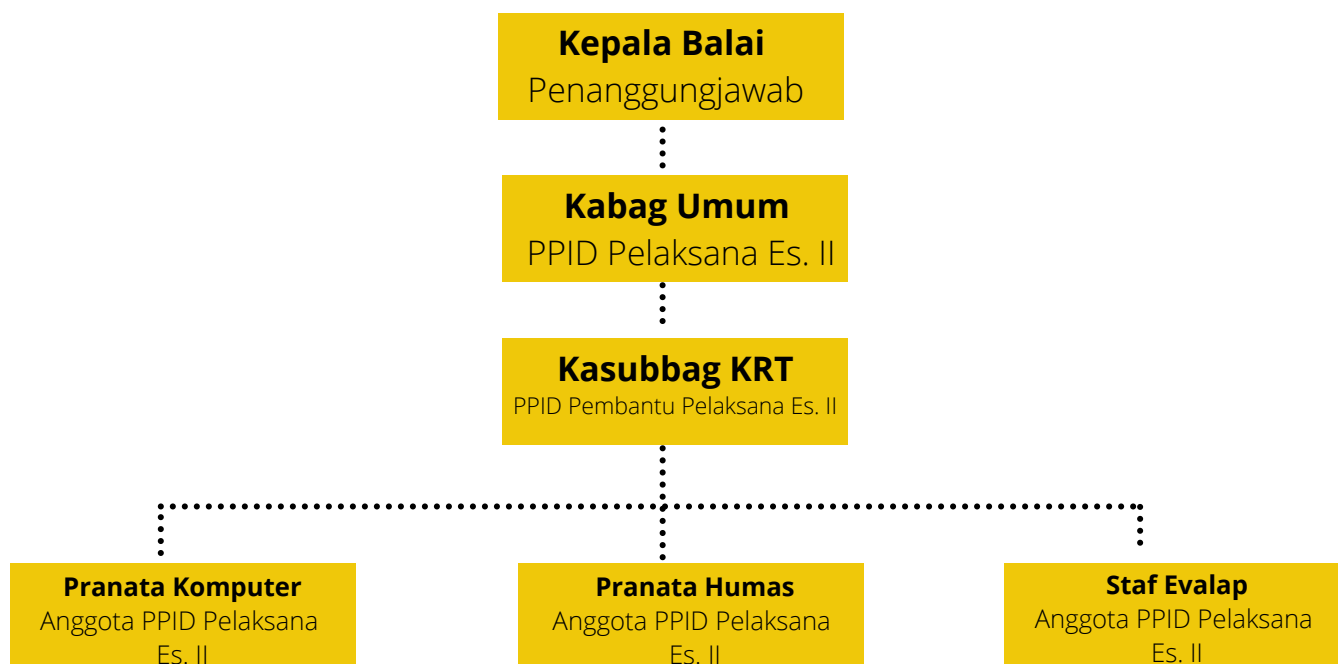 Kepala Balai
Penanggungjawab
Kabag Umum
PPID Pelaksana Es. II
Kasubbag KRT
PPID Pembantu Pelaksana Es. II
Pranata Komputer
Anggota PPID Pelaksana
Es. II
Pranata Humas
Anggota PPID Pelaksana
Es. II
Staf Evalap
Anggota PPID Pelaksana
Es. II